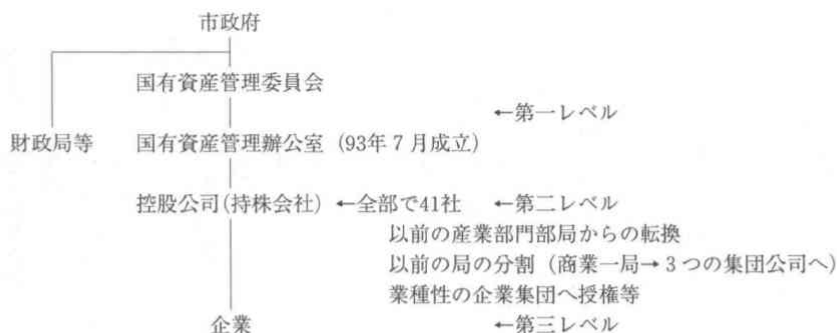 市政府
国有資産管理委員会
←第一レベル
財政局等 国有資産管理辦公室（93年7月成立）
控股公司（持株会社） ←全部で41社 ←第二レベル
以前の産業部門部局からの転換
以前の局の分割（商業一局→3つの集団公司へ）
業種性の企業集団へ授権等
企業 ←第三レベル